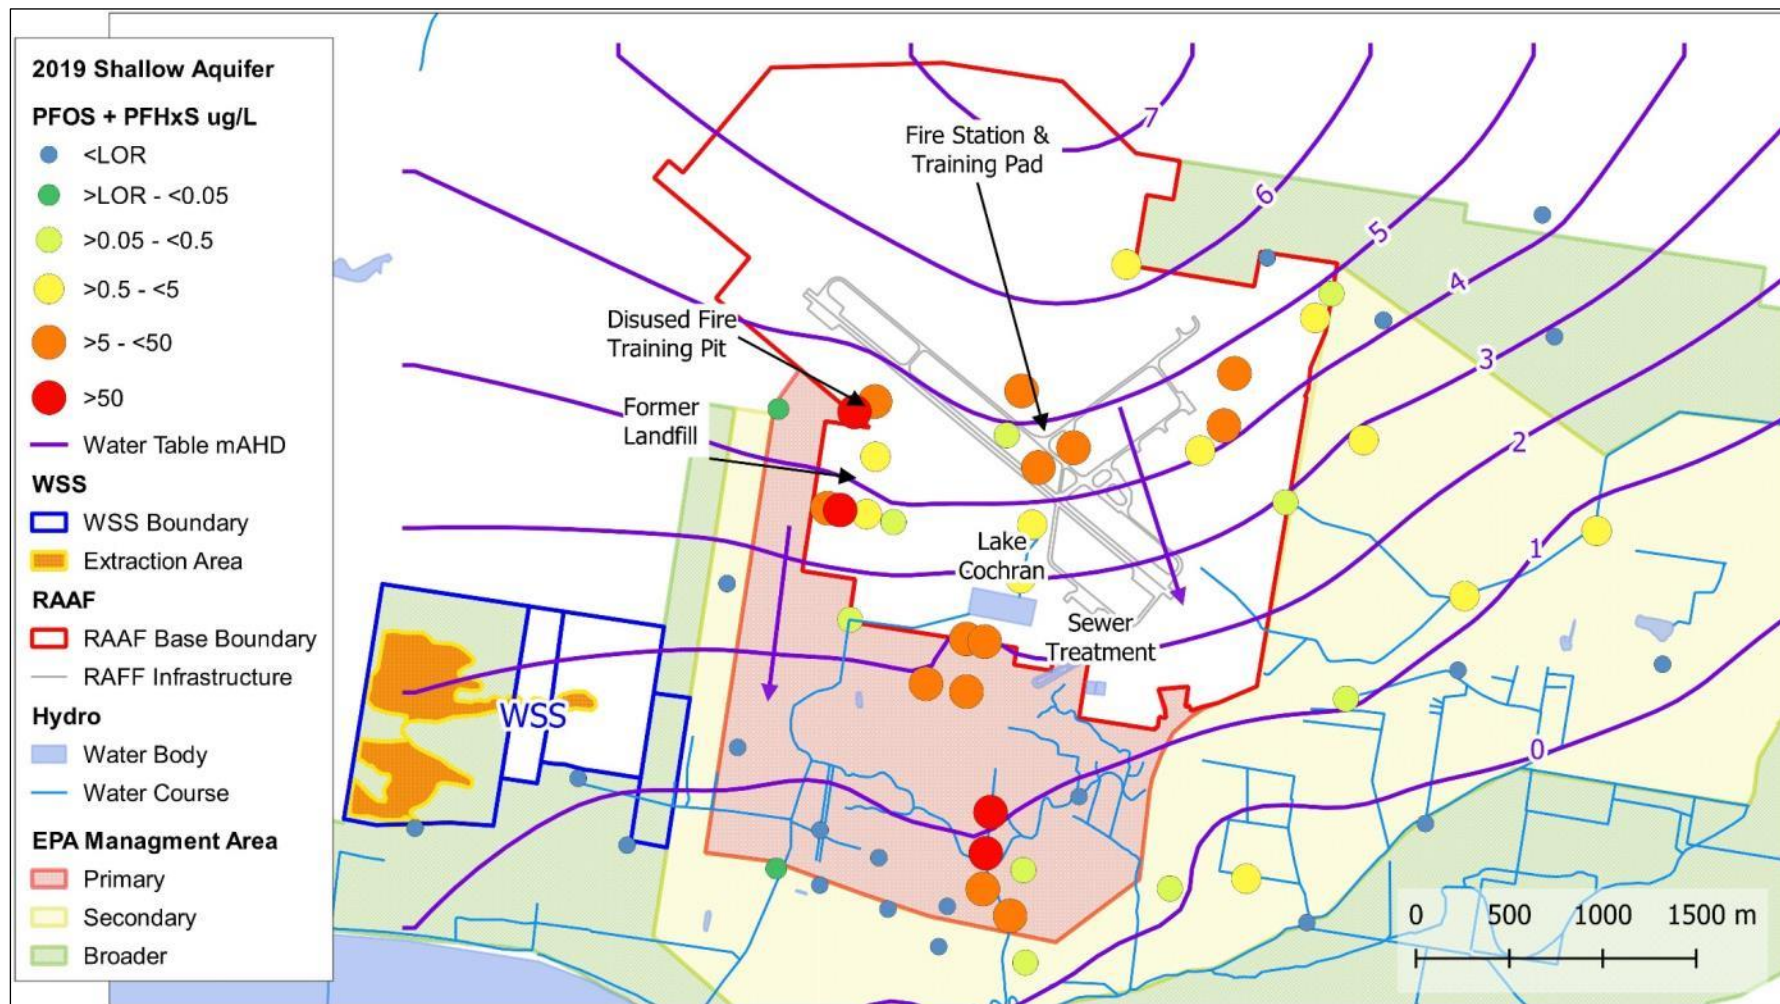 2019 Shallow Aquifer
PFOS + PFHxS ug/L
<LOR
>LOR - <0.05
>0.05 - <0.5
>0.5 - <5
>5 - <50
>50
Water Table mAHD
WSS
WSS Boundary
Extraction Area
RAAF
RAAF Base Boundary
RAFF Infrastructure
Hydro
Water Body
Water Course
EPA Managment Area
Primary
Secondary
Broader
Fire Station &
Training Pad
7
6
5
4
3
2
1
0
Disused Fire
Training Pit
Former
Landfill
Lake
Cochran
Sewer
Treatment
WSS
0 500 1000 1500 m